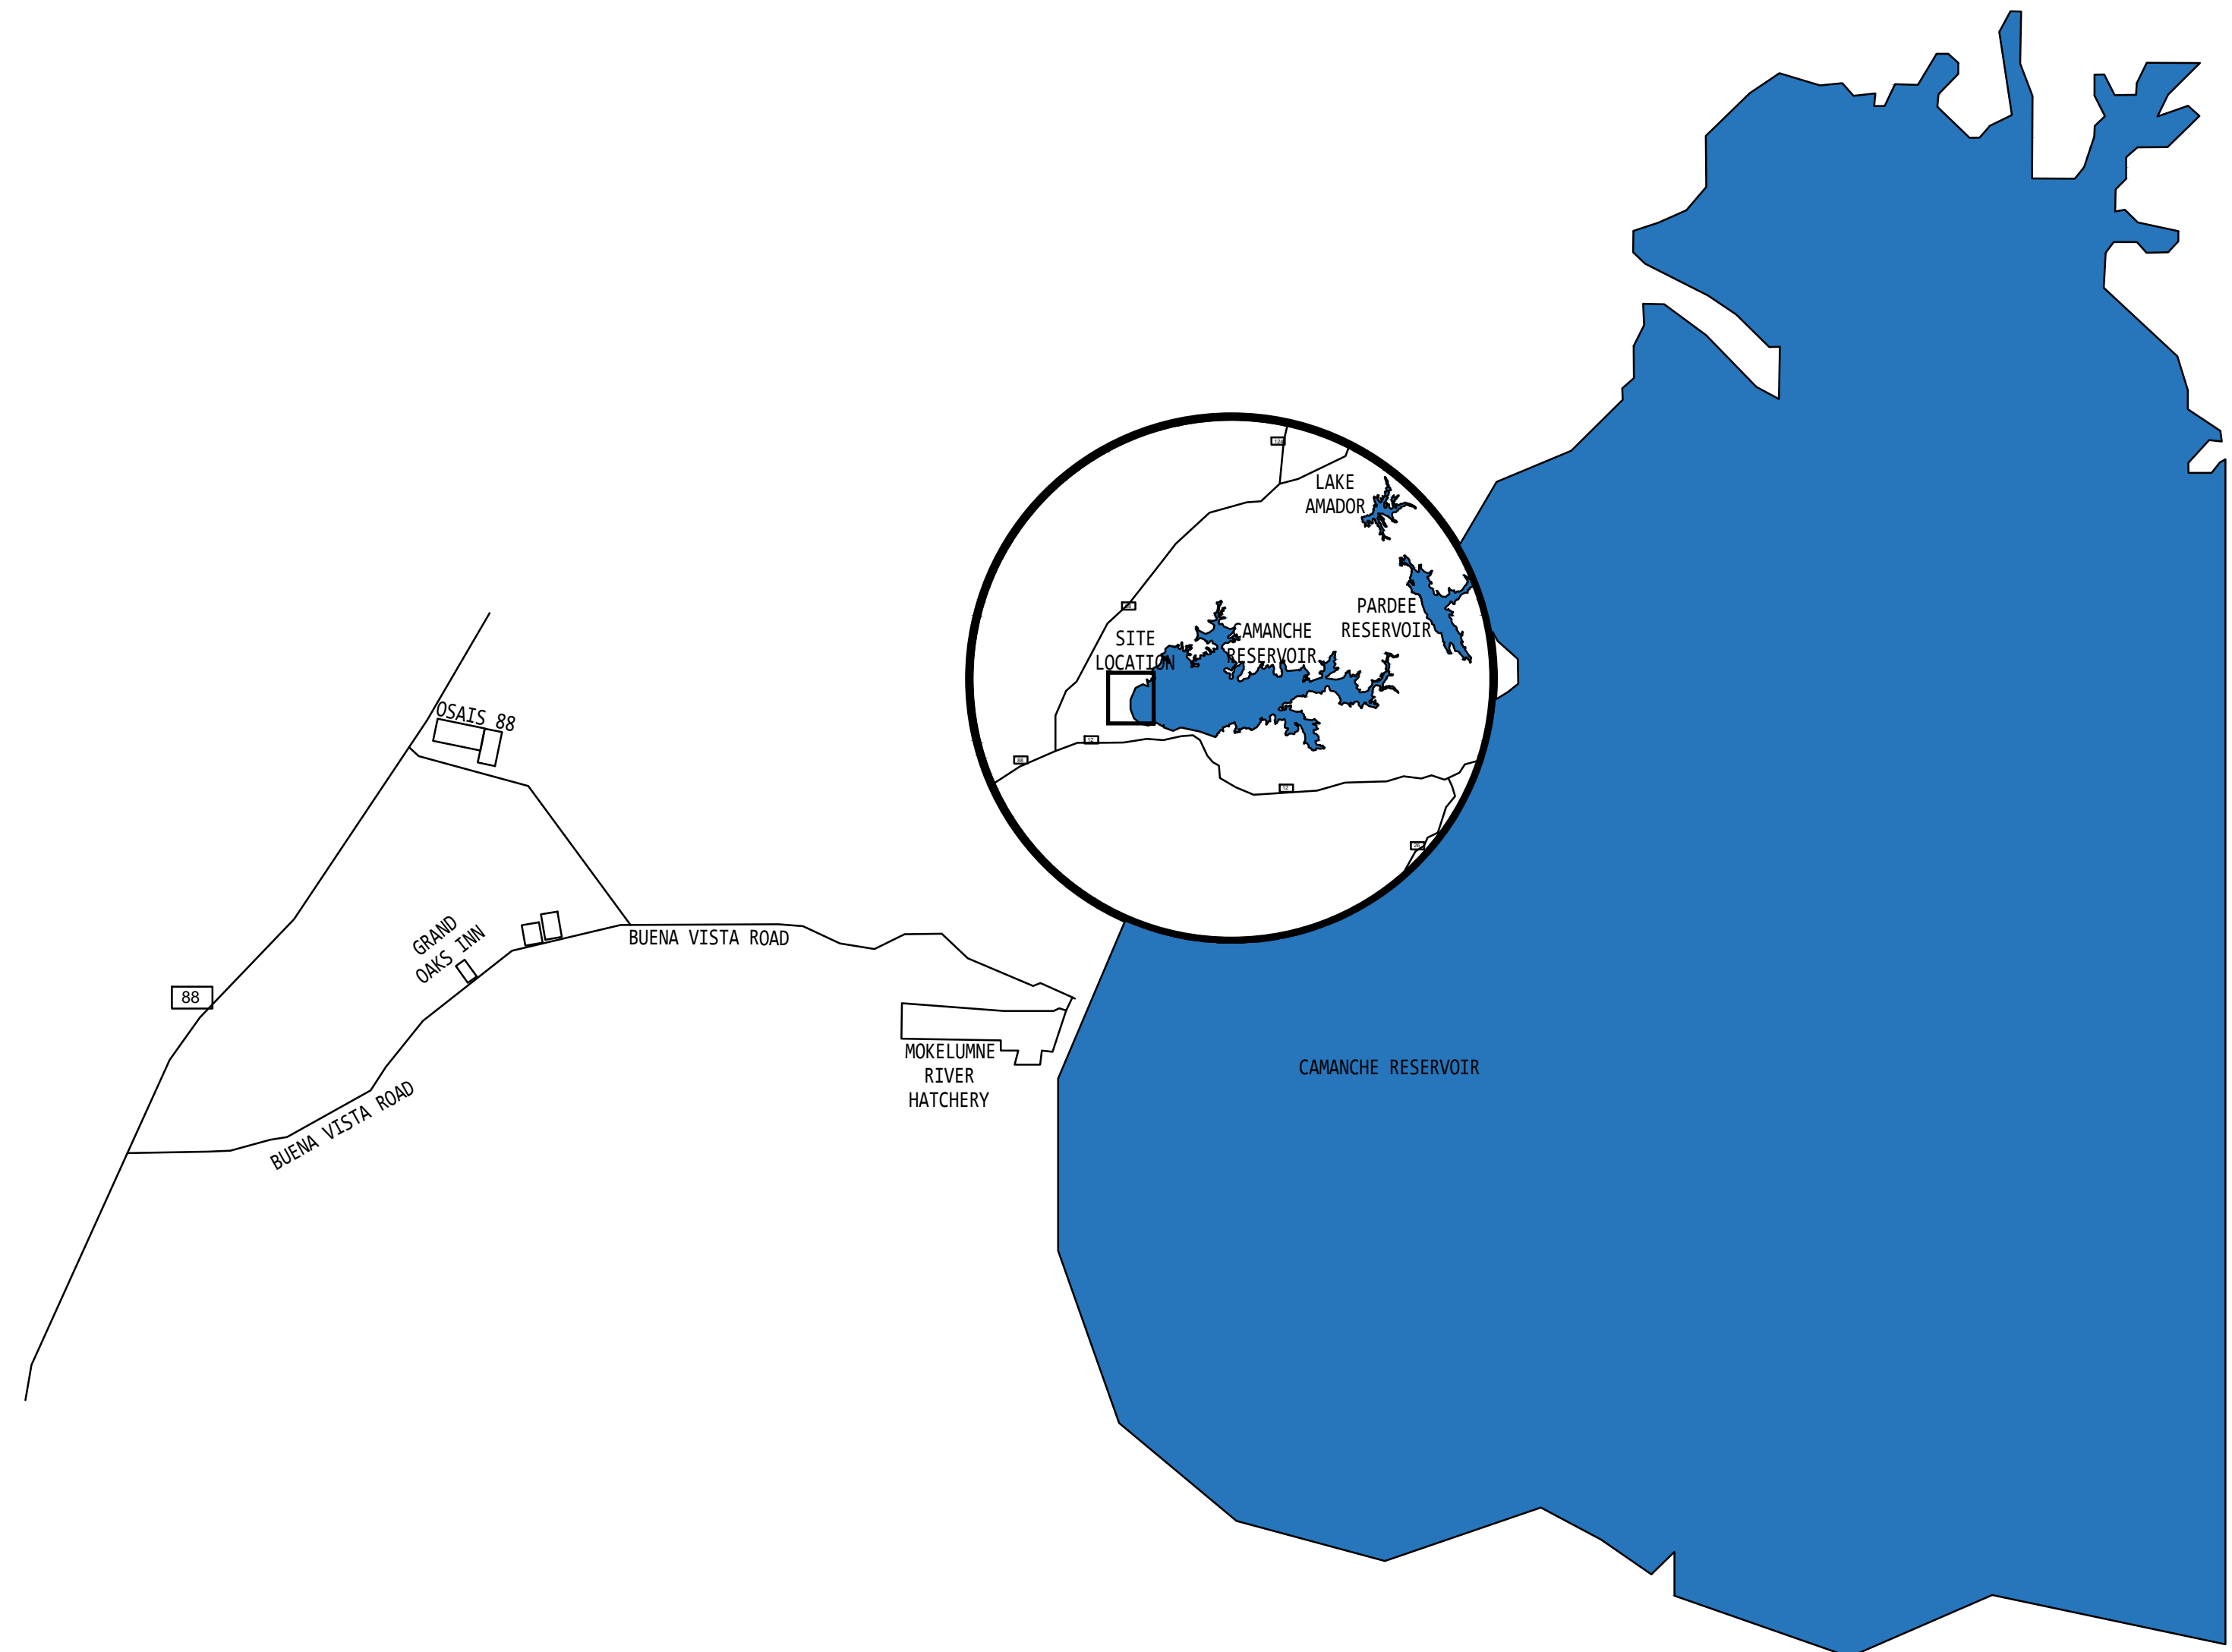 LAKE
AMADOR
PARDEE
RESERVOIR
CAMANCHE
RESERVOIR
SITE
LOCATION
OSAIS 88
GRAND
OAKS INN
BUENA VISTA ROAD
88
MOKELUMNE
RIVER
HATCHERY
CAMANCHE RESERVOIR
BUENA VISTA ROAD